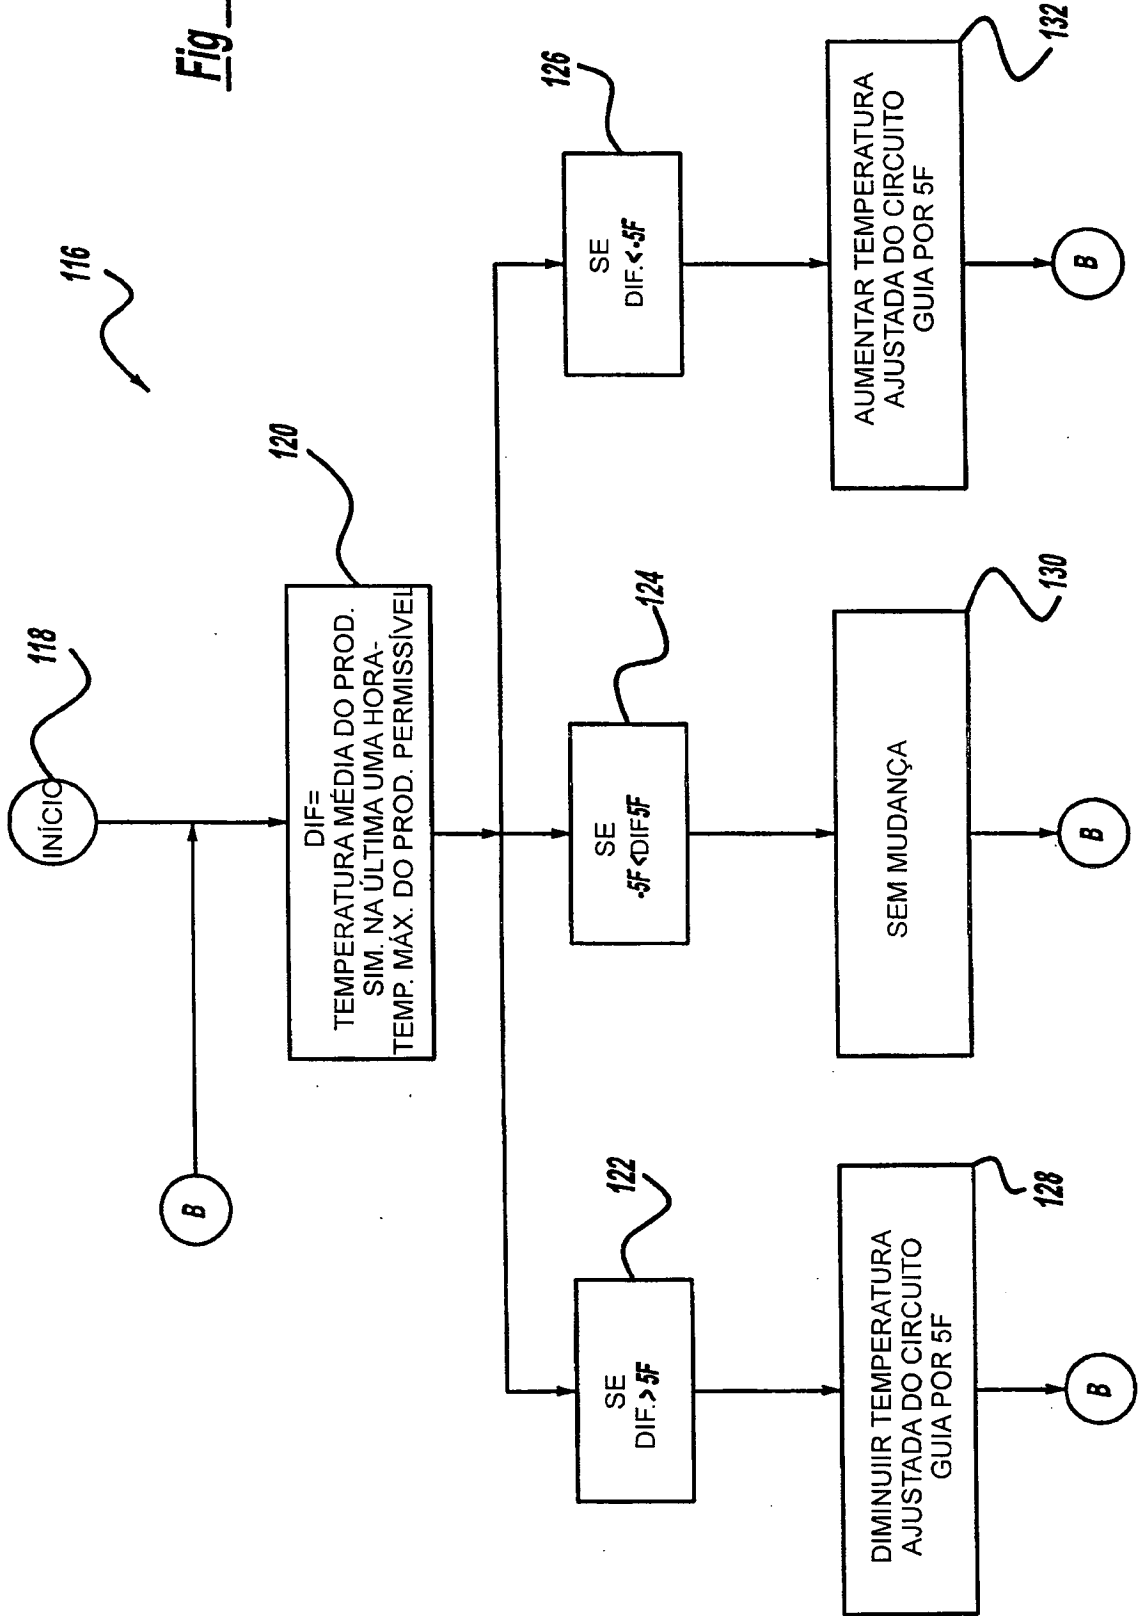 Fig
116
118
INÍCIO
B
120
DIF=
TEMPERATURA MÉDIA DO PROD.
SIM. NA ÚLTIMA UMA HORA-
TEMP. MÁX. DO PROD. PERMISSÍVEL
122
SE
DIF.> 5F
124
SE
-5F<DIF5F
126
SE
DIF.<-5F
DIMINUIIR TEMPERATURA
AJUSTADA DO CIRCUITO
GUIA POR 5F
128
SEM MUDANÇA
130
AUMENTAR TEMPERATURA
AJUSTADA DO CIRCUITO
GUIA POR 5F
132
B
B
B